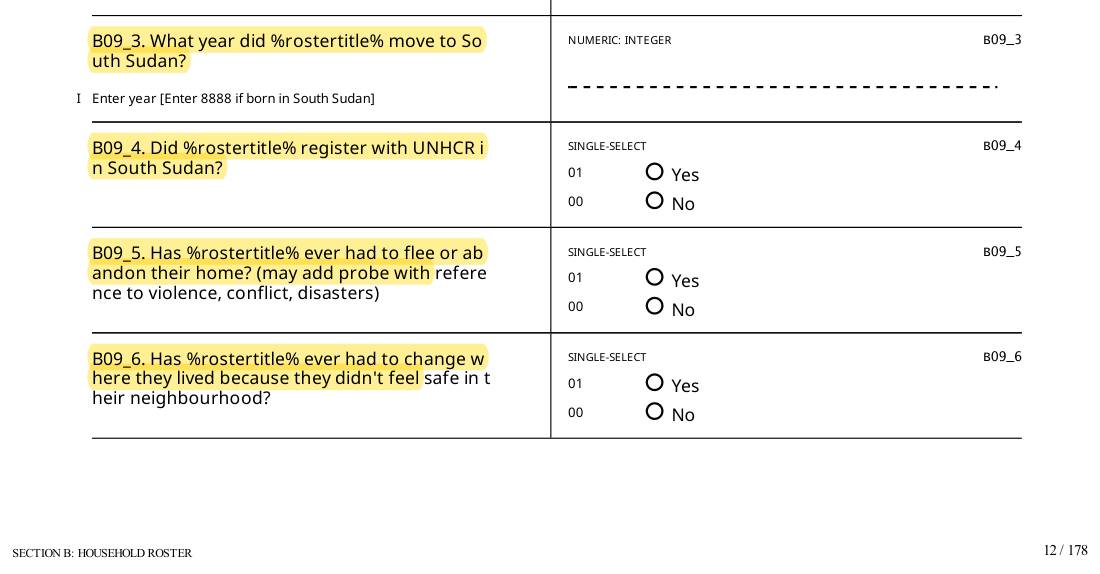 B09_3. What year did %rostertitle% move to So
uth Sudan?
NUMERIC: INTEGER
B09_3
I Enter year [Enter 8888 if born in South Sudan]
B09_4. Did %rostertitle% register with UNHCR i
n South Sudan?
SINGLE-SELECT
B09_4
01 Yes
00 No
B09_5. Has %rostertitle% ever had to flee or ab
andon their home? (may add probe with refere
nce to violence, conflict, disasters)
SINGLE-SELECT
B09_5
01 Yes
00 No
B09_6. Has %rostertitle% ever had to change w
here they lived because they didn't feel safe in t
heir neighbourhood?
SINGLE-SELECT
B09_6
01 Yes
00 No
SECTION B: HOUSEHOLD ROSTER
12 / 178